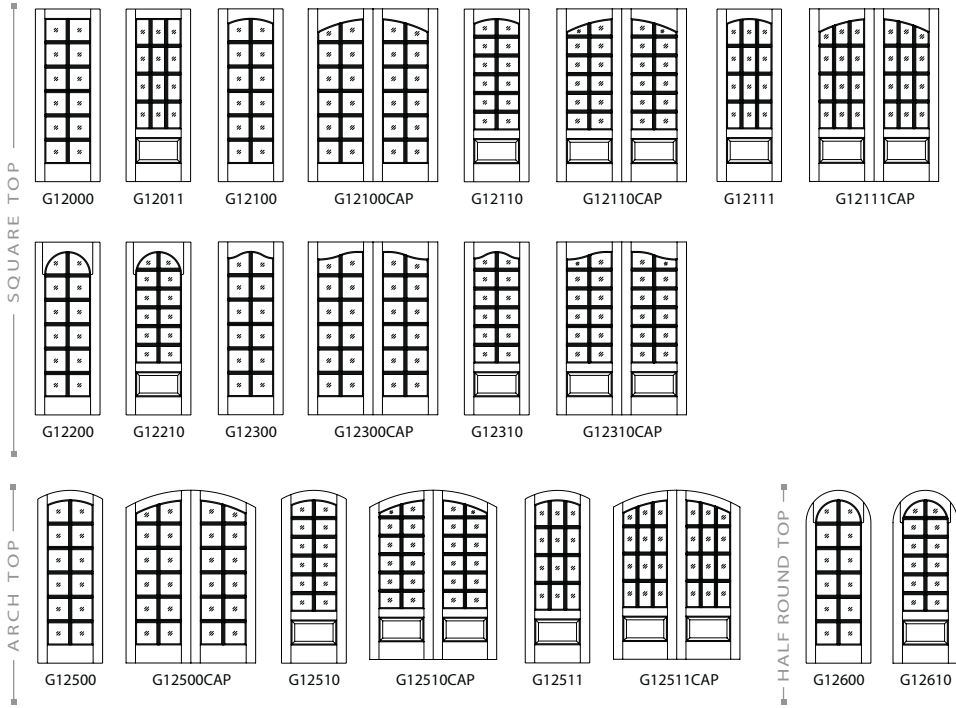 SQUARE TOP
G12000 G12011 G12100 G12100CAP G12110 G12110CAP G12111 G12111CAP
G12200 G12210 G12300 G12300CAP G12310 G12310CAP
ARCH TOP
G12500 G12500CAP G12510 G12510CAP G12511 G12511CAP
HALF ROUND TOP
G12600 G12610